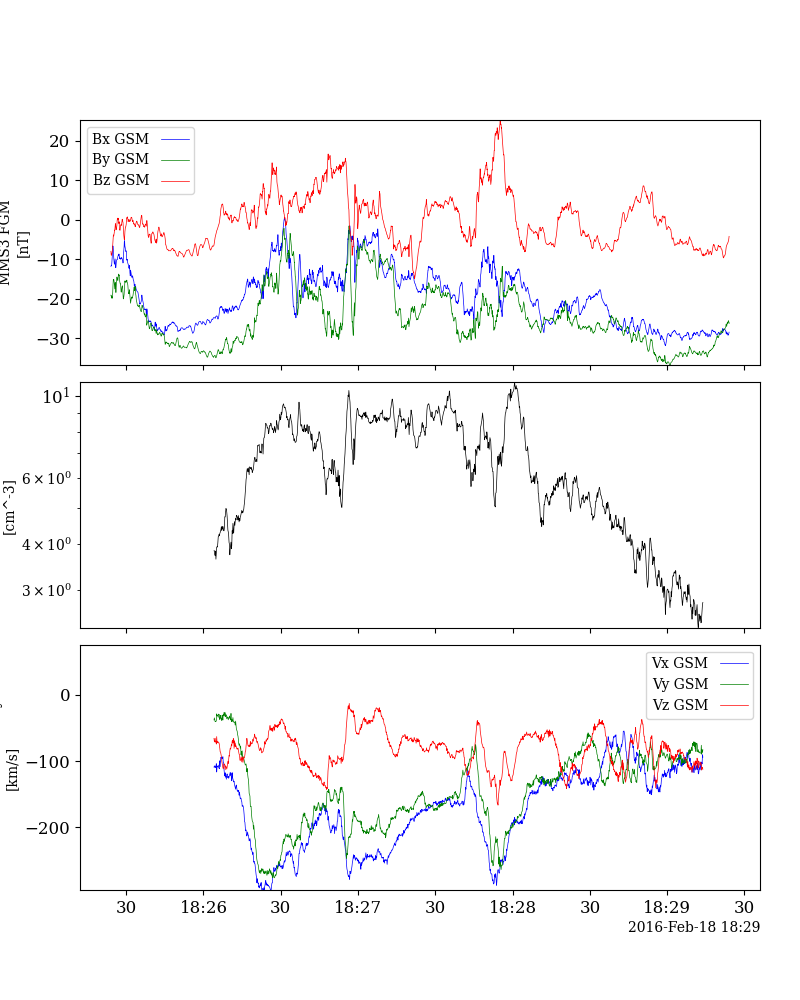 20
10
0
−10
−20
−30
MMS3 FGM
[nT]
Bx GSM
By GSM
Bz GSM
10¹
6 × 10⁰
4 × 10⁰
3 × 10⁰
[cm^-3]
0
−100
−200
[km/s]
Vx GSM
Vy GSM
Vz GSM
30 18:26 30 18:27 30 18:28 30 18:29 30
2016-Feb-18 18:29